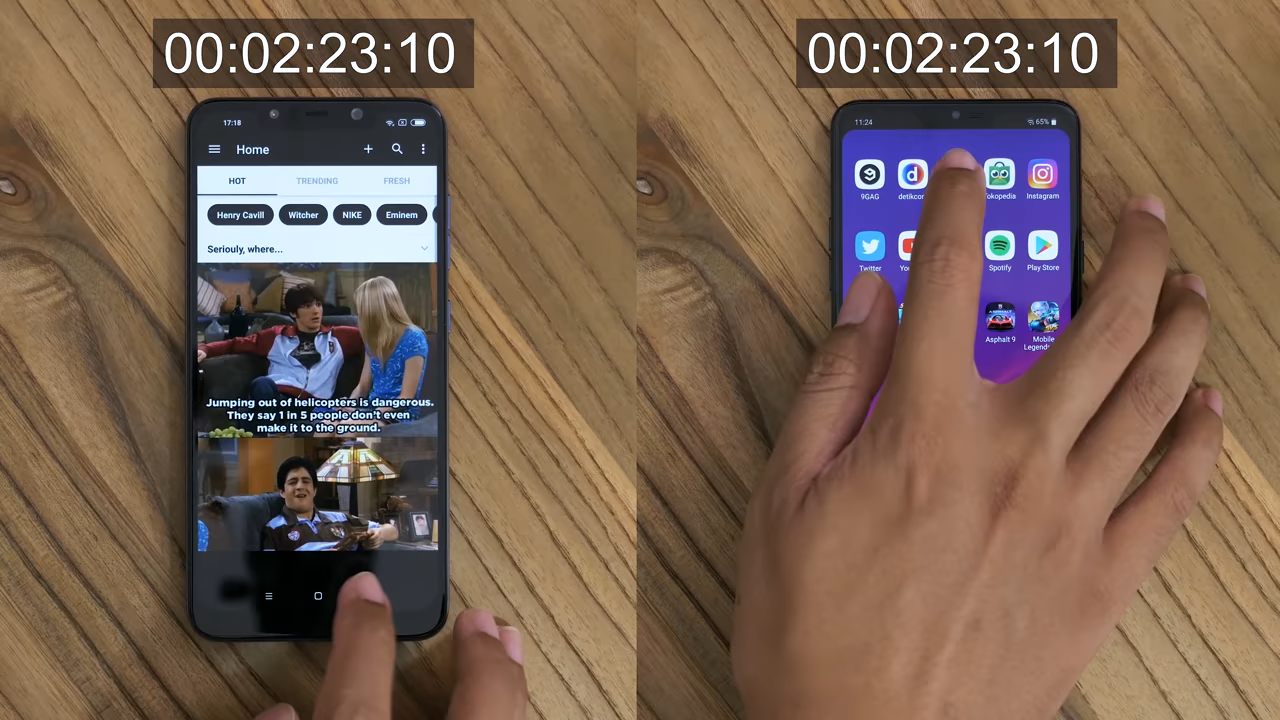 00:02:23:10
17:18
Home
HOT TRENDING FRESH
Henry Cavill Witcher NIKE Eminem
Seriouly, where...
Jumping out of helicopters is dangerous.
They say 1 in 5 people don't even
make it to the ground.
00:02:23:10
11:24 65%
9GAG detikcom Tokopedia Instagram
Twitter Spotify Play Store
Asphalt 9 Mobile
Legends